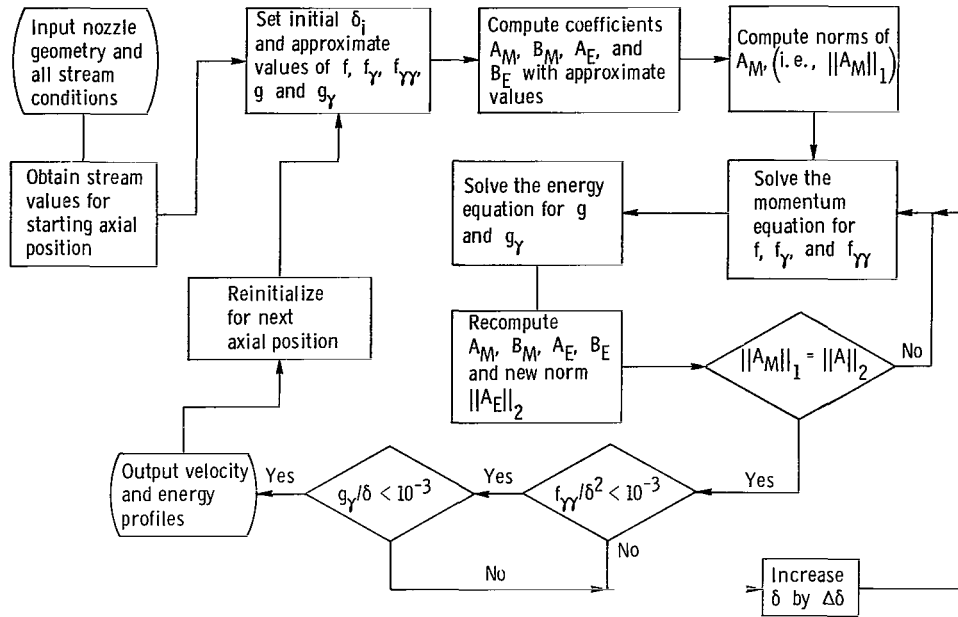 Input nozzle
geometry and
all stream
conditions
Obtain stream
values for
starting axial
position
Set initial δi
and approximate
values of f, fγ, fγγ,
g and gγ
Compute coefficients
AM, BM, AE, and
BE with approximate
values
Compute norms of
AM, (i. e., ||AM||1)
Solve the
momentum
equation for
f, fγ, and fγγ
Solve the energy
equation for g
and gγ
Recompute
AM, BM, AE, BE
and new norm
||AE||2
||AM||1 = ||A||2
No
Yes
fγγ/δ² < 10⁻³
No
Yes
gγ/δ < 10⁻³
No
Yes
Output velocity
and energy
profiles
Reinitialize
for next
axial position
Increase
δ by Δδ